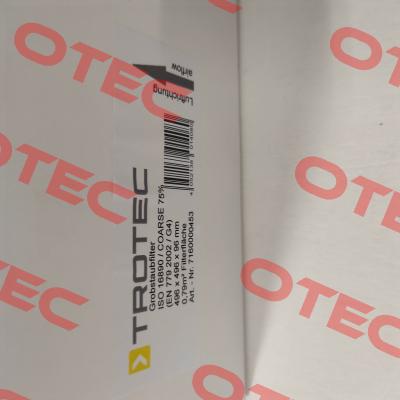 TROTEC
Grobstaubfilter
ISO 16890 / COARSE 75%
(EN 779 2002 / G4)
496 x 496 x 96 mm
0,79m² Filterfläche
Art. - Nr. 7160000453
Luftrichtung
airflow
OTEC
OTEC
OTEC
OTEC
OTEC
OTEC